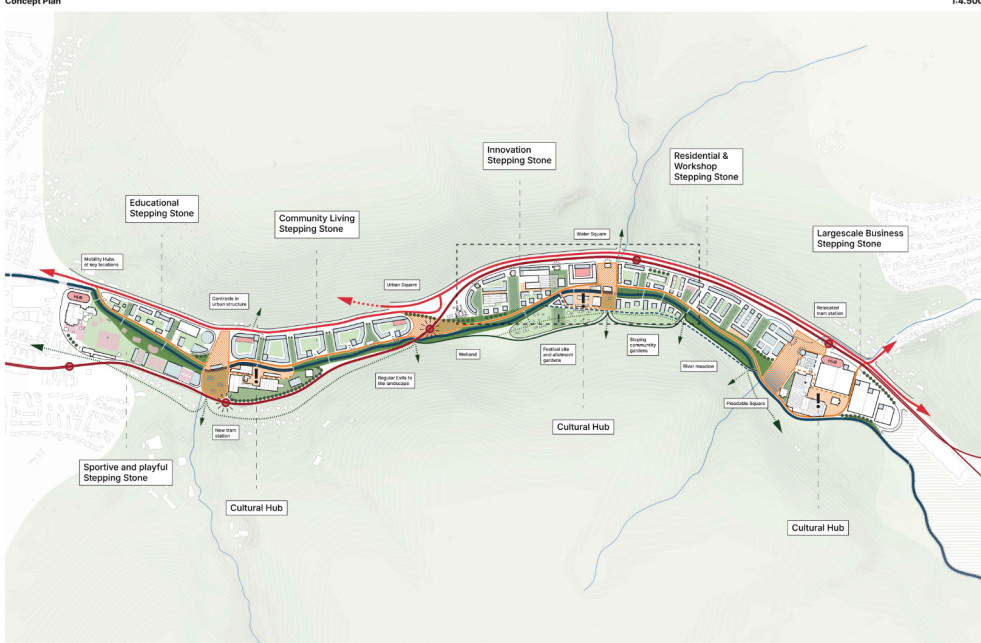 Concept Plan
1:4.500
Innovation
Stepping Stone
Residential &
Workshop
Stepping Stone
Educational
Stepping Stone
Community Living
Stepping Stone
Largescale Business
Stepping Stone
Water Square
Mobility Hubs
at key locations
Urban Square
Contrasts in
urban structure
Relocated
tram station
HUB
HUB
Wetland
Festival site
and allotment
gardens
Sloping
community
gardens
River meadow
Regular Exits to
the landscape
Floodable Square
New tram
station
Cultural Hub
Sportive and playful
Stepping Stone
Cultural Hub
Cultural Hub